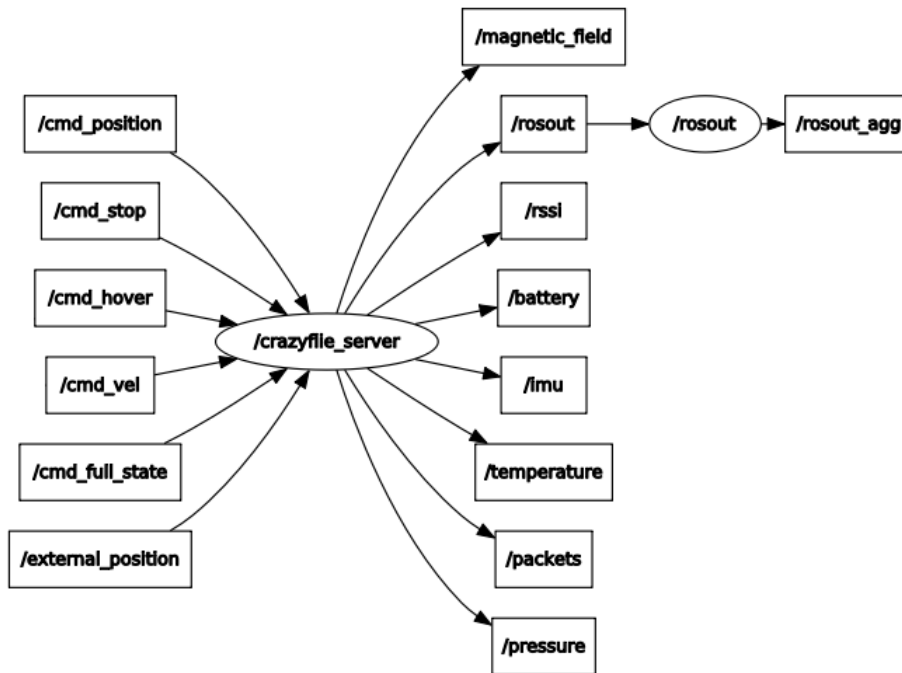 /magnetic_field
/cmd_position
/rosout
/rosout
/rosout_agg
/cmd_stop
/rssi
/cmd_hover
/battery
/crazyflie_server
/cmd_vel
/imu
/cmd_full_state
/temperature
/external_position
/packets
/pressure